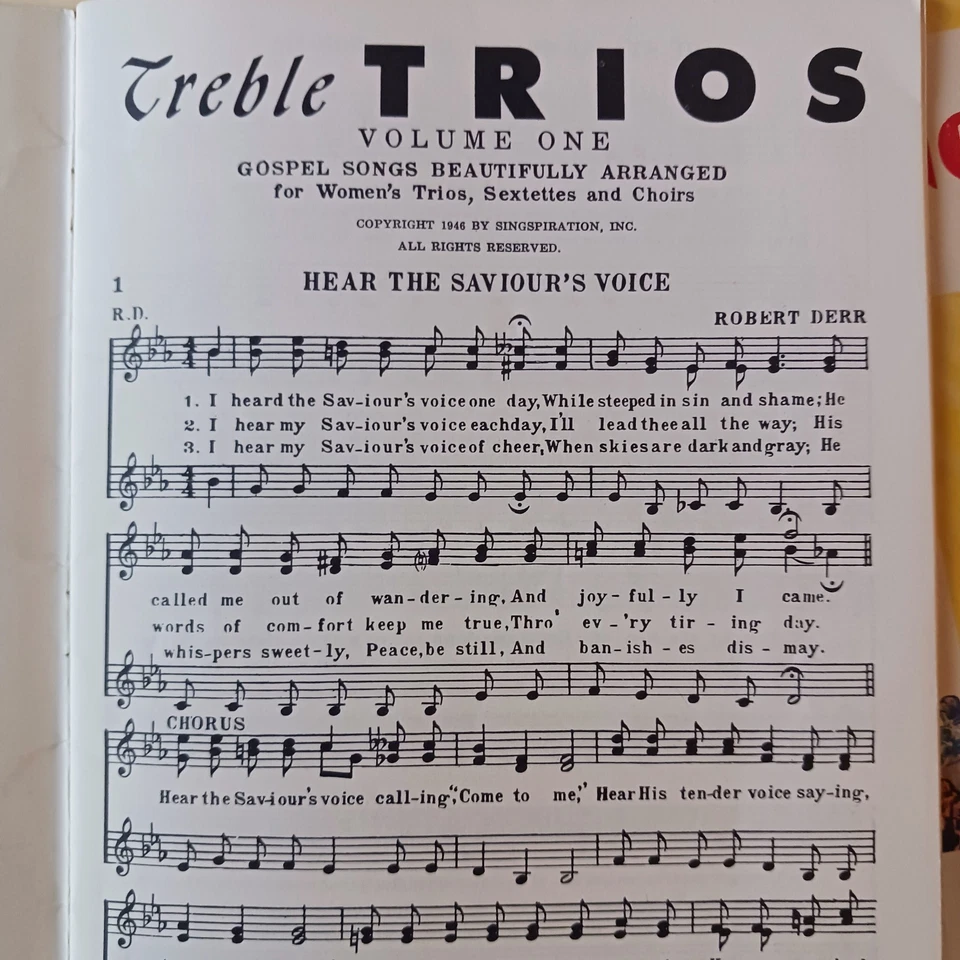 Treble TRIOS
VOLUME ONE
GOSPEL SONGS BEAUTIFULLY ARRANGED
for Women's Trios, Sextettes and Choirs
COPYRIGHT 1946 BY SINGSPIRATION, INC.
ALL RIGHTS RESERVED.
1 HEAR THE SAVIOUR'S VOICE
R.D. ROBERT DERR
1. I heard the Sav-iour's voice one day, While steeped in sin and shame; He
2. I hear my Sav-iour's voice each day, I'll lead thee all the way; His
3. I hear my Sav-iour's voice of cheer, When skies are dark and gray; He
called me out of wan-der-ing, And joy-ful-ly I came.
words of com-fort keep me true, Thro' ev-'ry tir-ing day.
whis-pers sweet-ly, Peace, be still, And ban-ish-es dis-may.
CHORUS
Hear the Sav-iour's voice call-ing, "Come to me," Hear His ten-der voice say-ing,